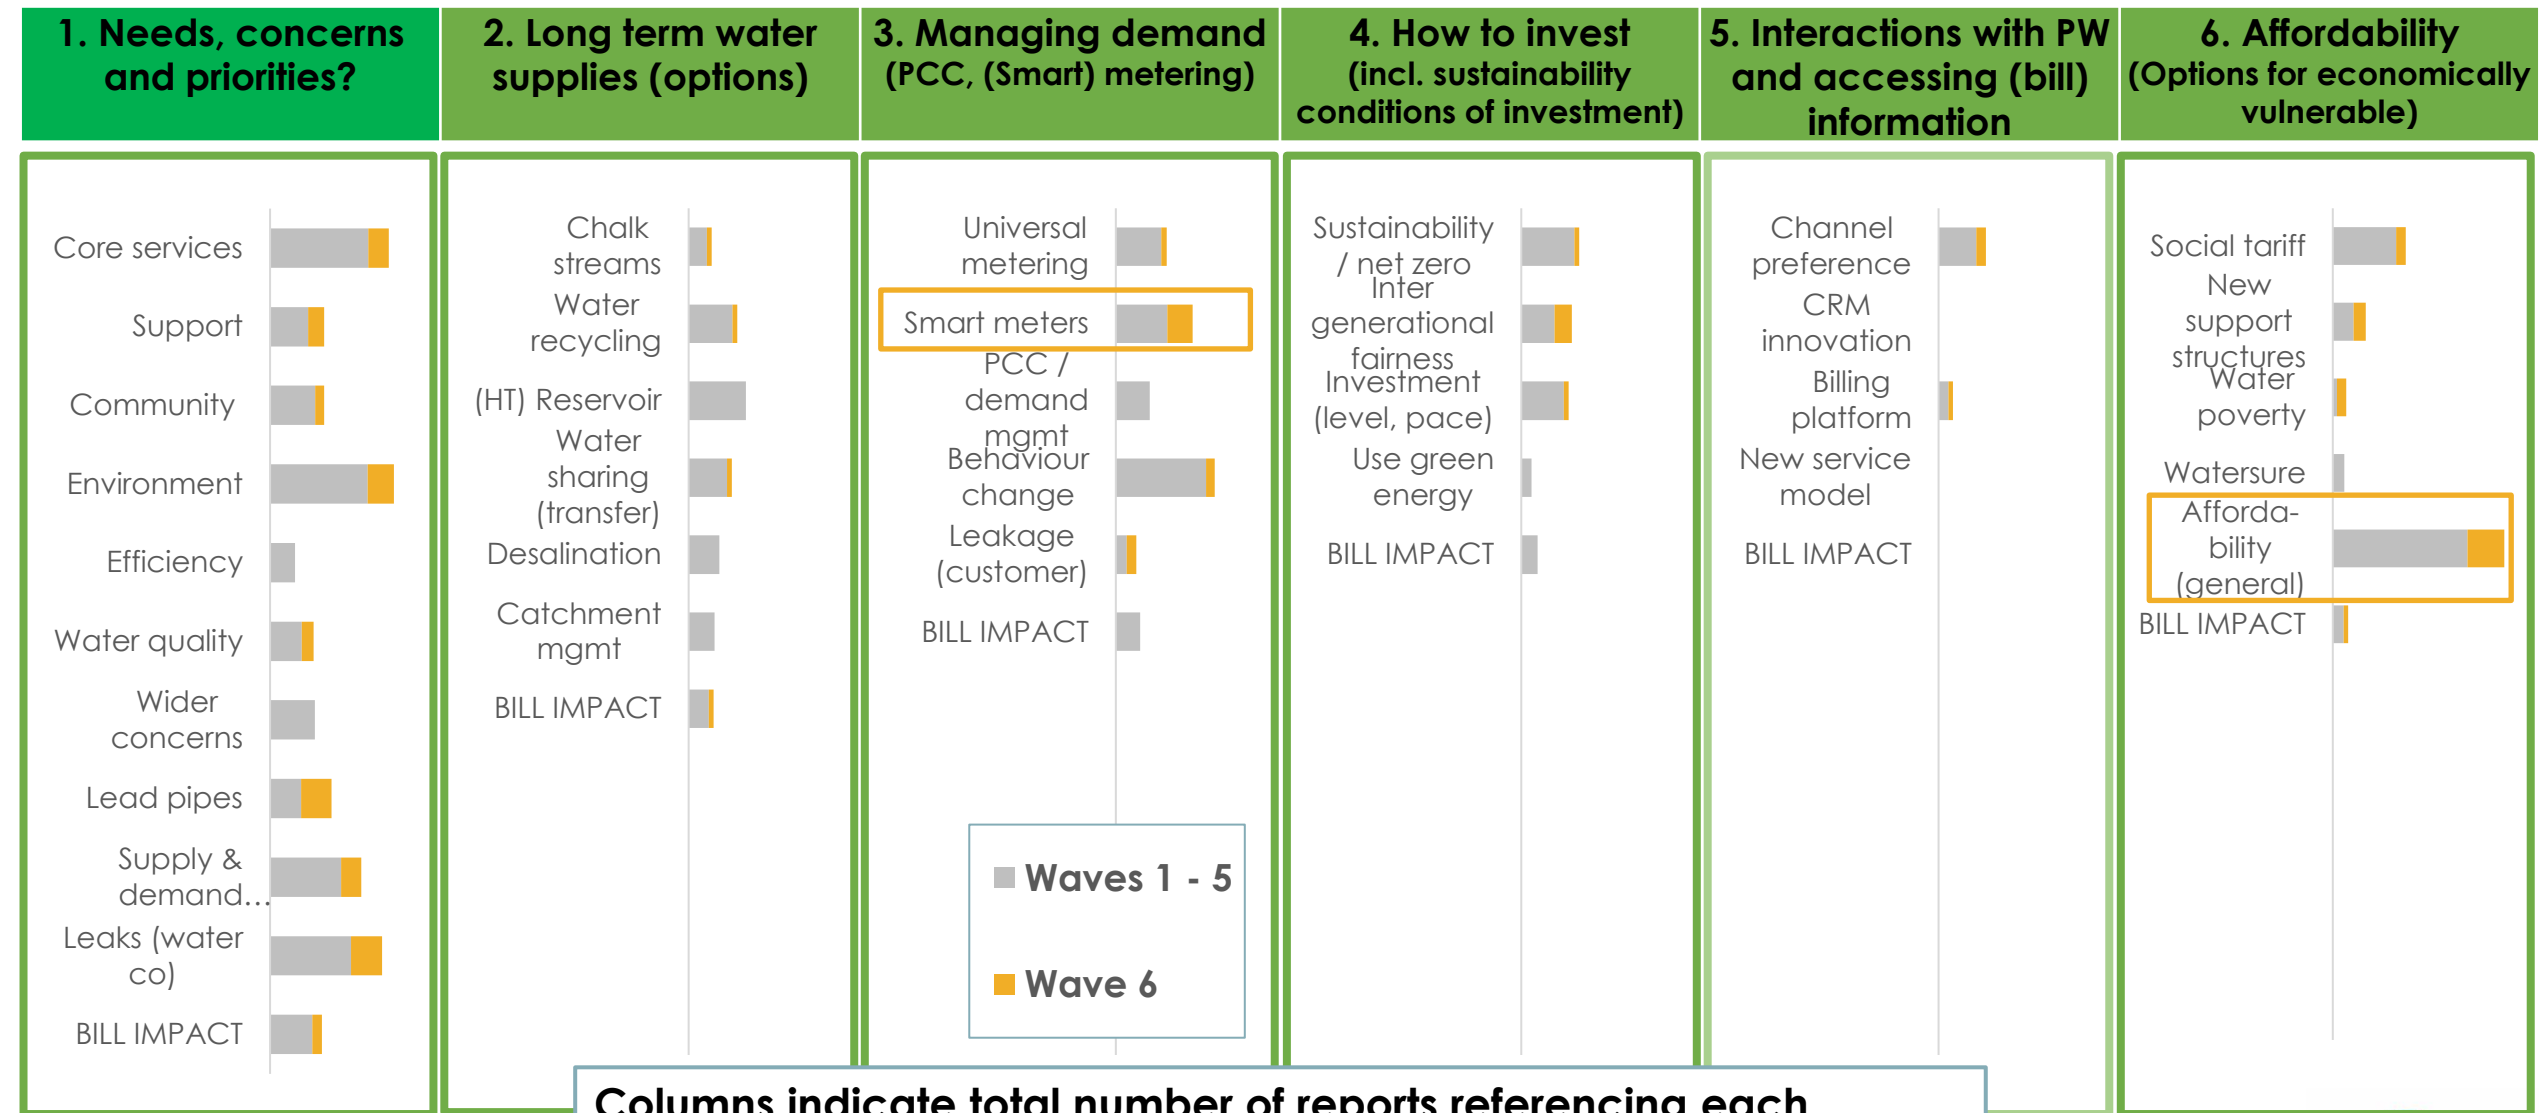 1. Needs, concerns
and priorities?
2. Long term water
supplies (options)
3. Managing demand
(PCC, (Smart) metering)
4. How to invest
(incl. sustainability
conditions of investment)
5. Interactions with PW
and accessing (bill)
information
6. Affordability
(Options for economically
vulnerable)
Core services
Support
Community
Environment
Efficiency
Water quality
Wider
concerns
Lead pipes
Supply &
demand…
Leaks (water
co)
BILL IMPACT
Chalk
streams
Water
recycling
(HT) Reservoir
Water
sharing
(transfer)
Desalination
Catchment
mgmt
BILL IMPACT
Universal
metering
Smart meters
PCC /
demand
mgmt
Behaviour
change
Leakage
(customer)
BILL IMPACT
Waves 1 - 5
Wave 6
Sustainability
/ net zero
Inter
generational
fairness
Investment
(level, pace)
Use green
energy
BILL IMPACT
Channel
preference
CRM
innovation
Billing
platform
New service
model
BILL IMPACT
Social tariff
New
support
structures
Water
poverty
Watersure
Afforda-
bility
(general)
BILL IMPACT
Columns indicate total number of reports referencing each